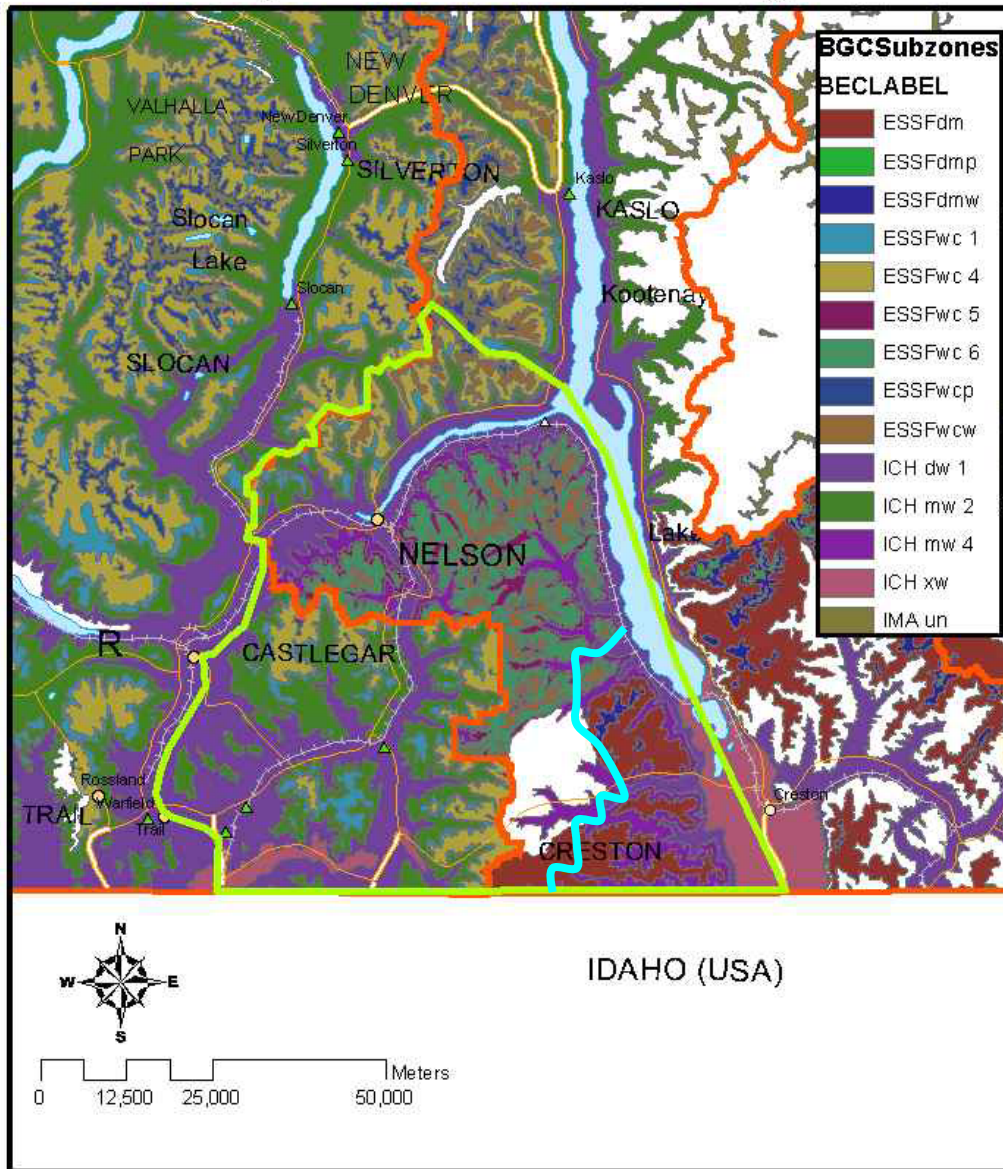 BGCSubzones
BECLABEL
ESSFdm
ESSFdmp
ESSFdmw
ESSFwc 1
ESSFwc 4
ESSFwc 5
ESSFwc 6
ESSFwcp
ESSFwcw
ICH dw 1
ICH mw 2
ICH mw 4
ICH xw
IMA un
NEW
DENVER
VALHALLA
PARK
New Denver
Silverton
SILVERTON
Kaslo
KASLO
Slocan
Lake
Slocan
Kootenay
SLOCAN
Lake
NELSON
R
CASTLEGAR
Rossland
Warfield
TRAIL
Trail
Creston
CRESTON
N
W
E
S
IDAHO (USA)
Meters
0 12,500 25,000 50,000